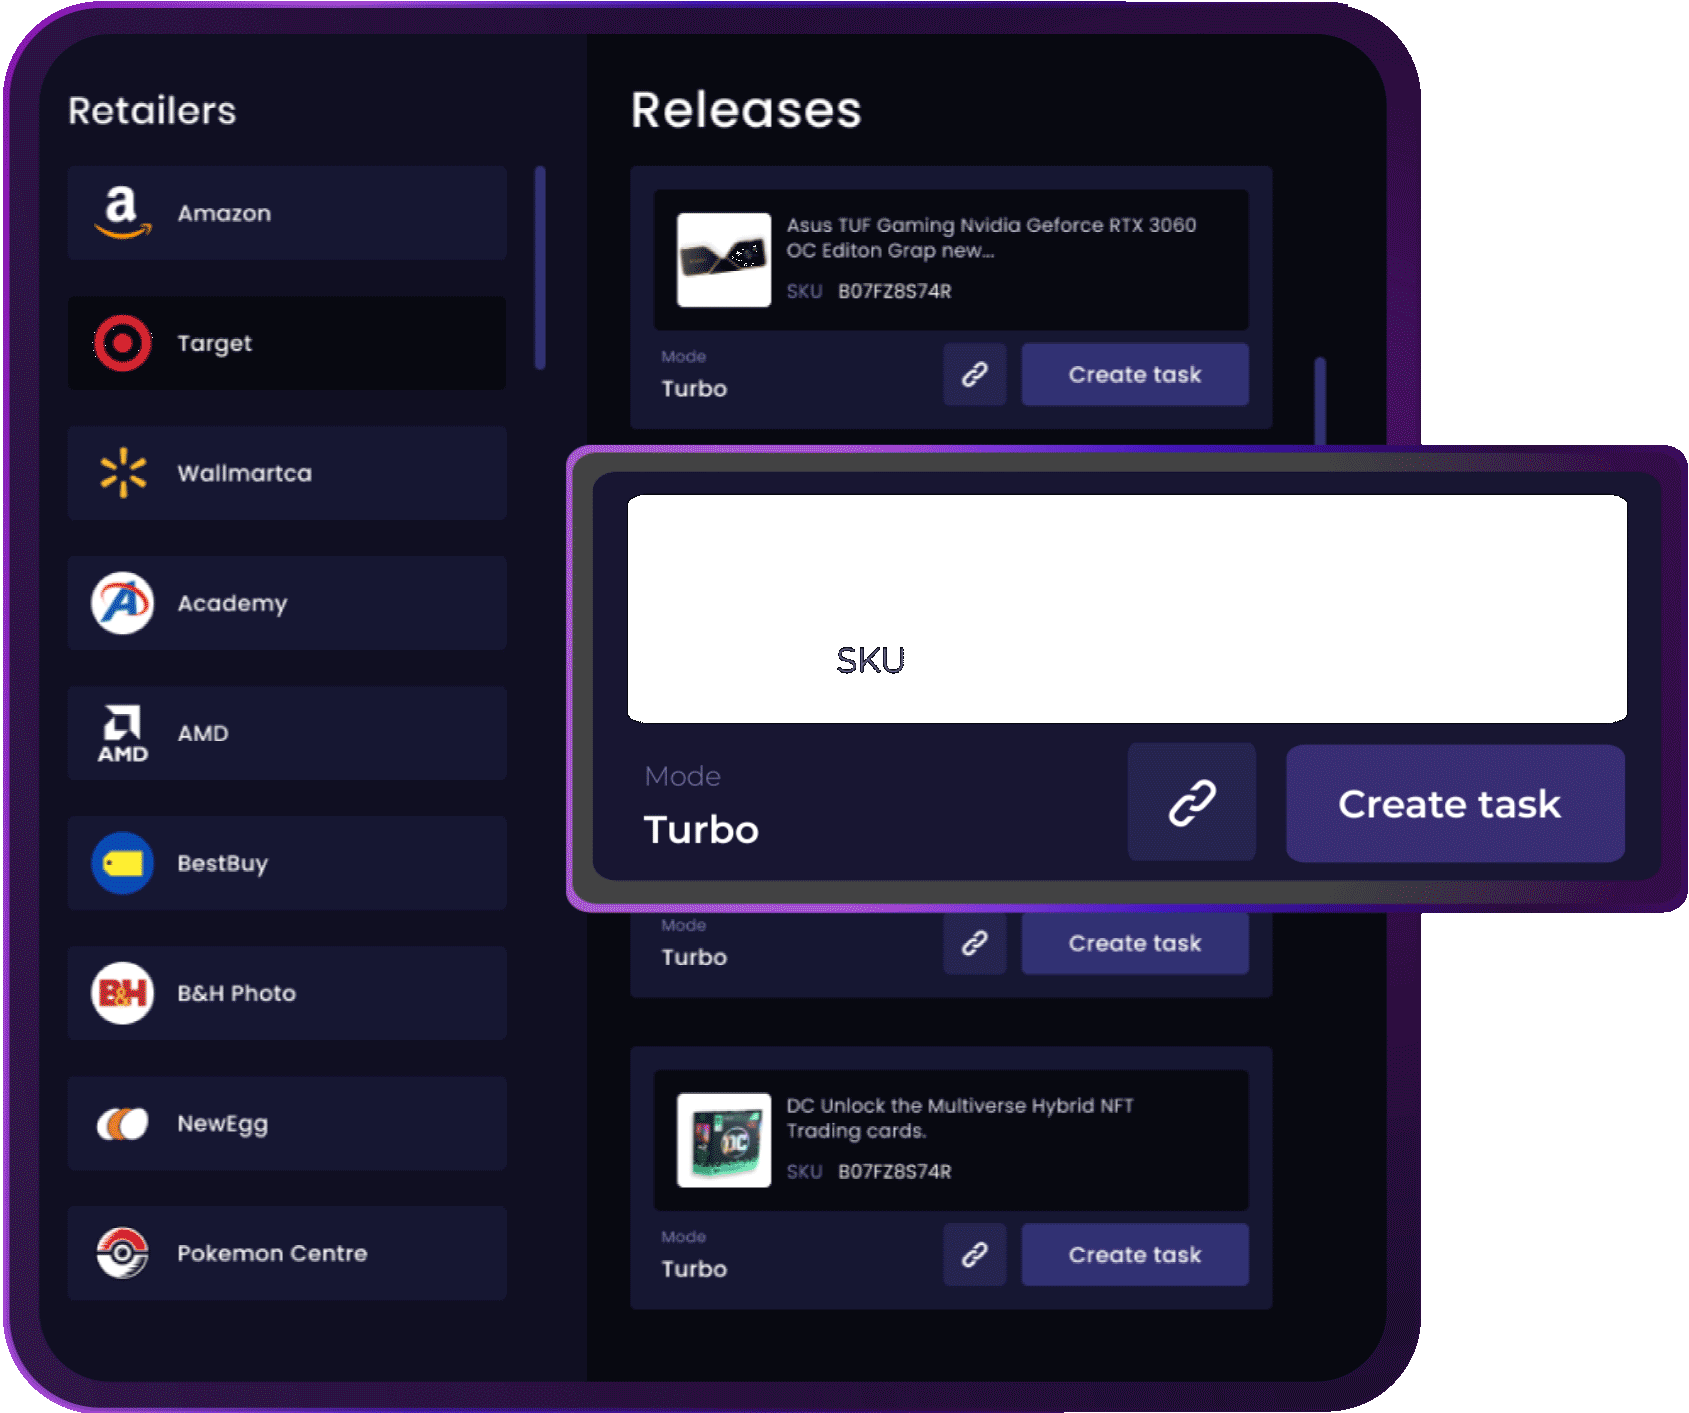 Retailers
Amazon
Target
Wallmartca
Academy
AMD
AMD
BestBuy
B&H
B&H Photo
NewEgg
Pokemon Centre
Releases
Asus TUF Gaming Nvidia Geforce RTX 3060
OC Editon Grap new...
SKU B07FZ8S74R
Mode
Turbo
Create task
SKU
Mode
Turbo
Create task
Mode
Turbo
Create task
DC
DC Unlock the Multiverse Hybrid NFT
Trading cards.
SKU B07FZ8S74R
Mode
Turbo
Create task